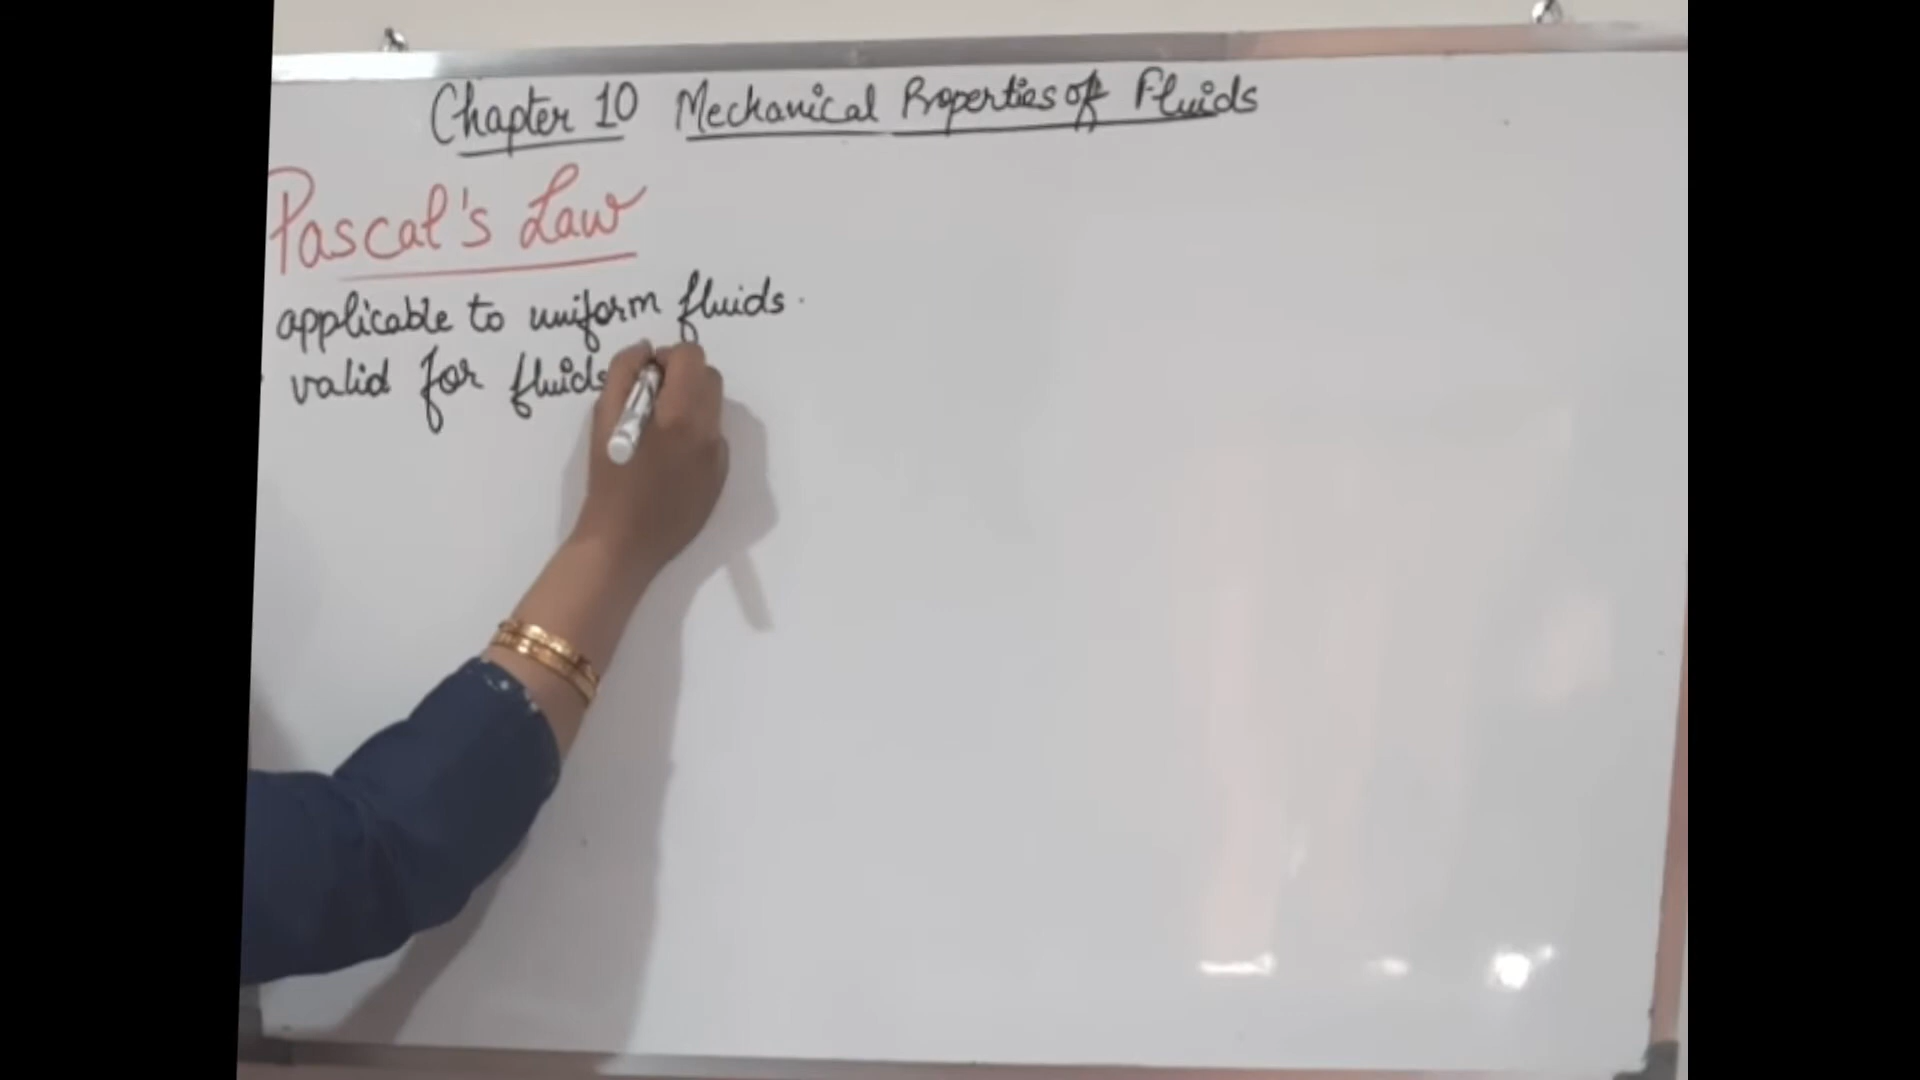 Chapter 10 Mechanical Properties of Fluids
Pascal's Law
applicable to uniform fluids.
valid for fluids